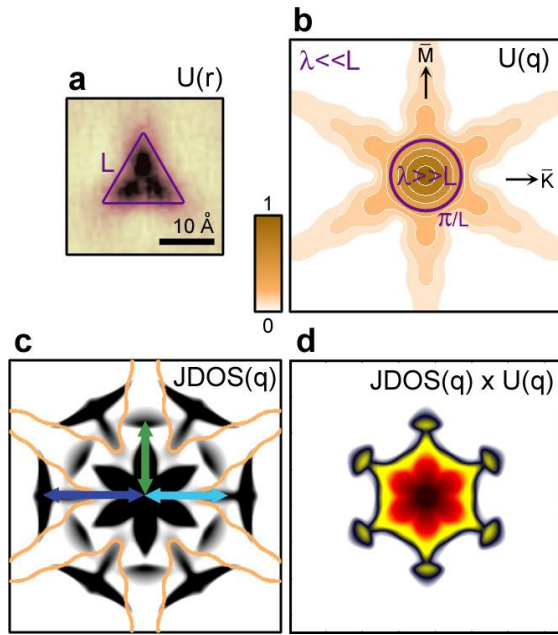 a
U(r)
L
10 Å
1
0
b
λ<<L
M̄
U(q)
λ>>L
K̄
π/L
c
JDOS(q)
d
JDOS(q) x U(q)